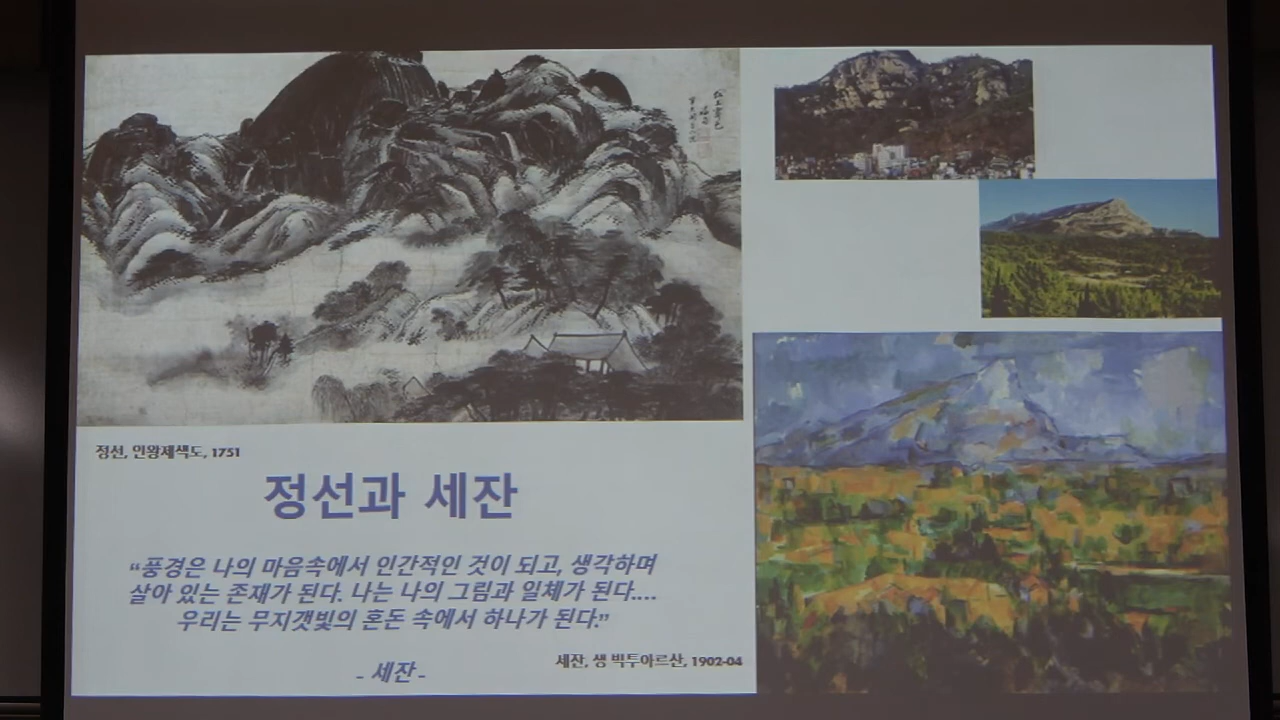 정선, 인왕제색도, 1751
정선과 세잔
“풍경은 나의 마음속에서 인간적인 것이 되고, 생각하며
살아 있는 존재가 된다. 나는 나의 그림과 일체가 된다....
우리는 무지갯빛의 혼돈 속에서 하나가 된다.”
세잔, 생 빅투아르산, 1902-04
- 세잔 -